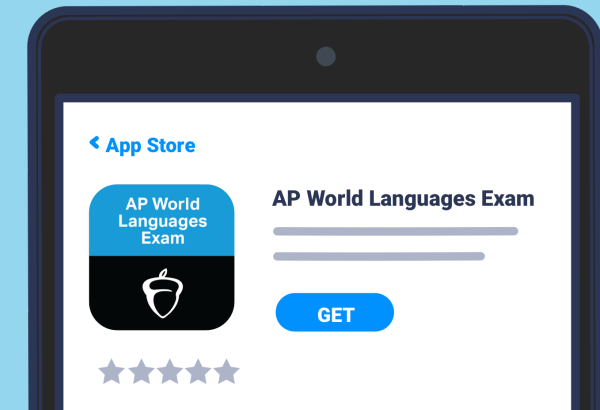 App Store
AP World
Languages
Exam
AP World Languages Exam
GET